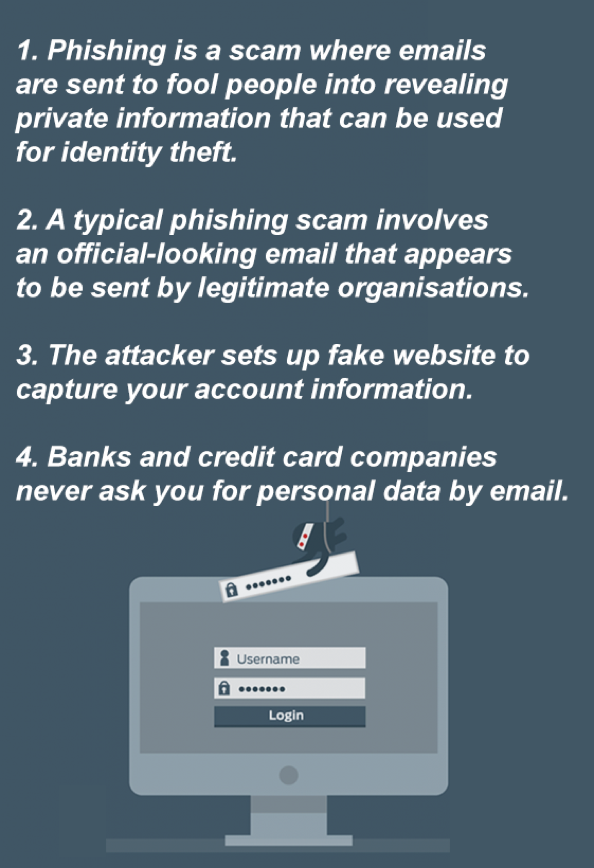 1. Phishing is a scam where emails
are sent to fool people into revealing
private information that can be used
for identity theft.
2. A typical phishing scam involves
an official-looking email that appears
to be sent by legitimate organisations.
3. The attacker sets up fake website to
capture your account information.
4. Banks and credit card companies
never ask you for personal data by email.
Username
Login